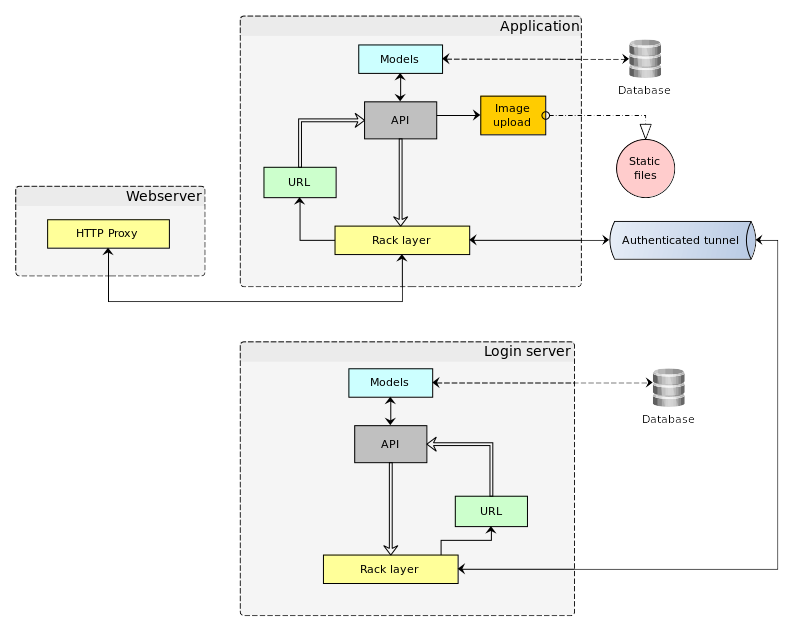 Application
Models
Database
API
Image
upload
Static
files
URL
Webserver
HTTP Proxy
Rack layer
Authenticated tunnel
Login server
Models
Database
API
URL
Rack layer